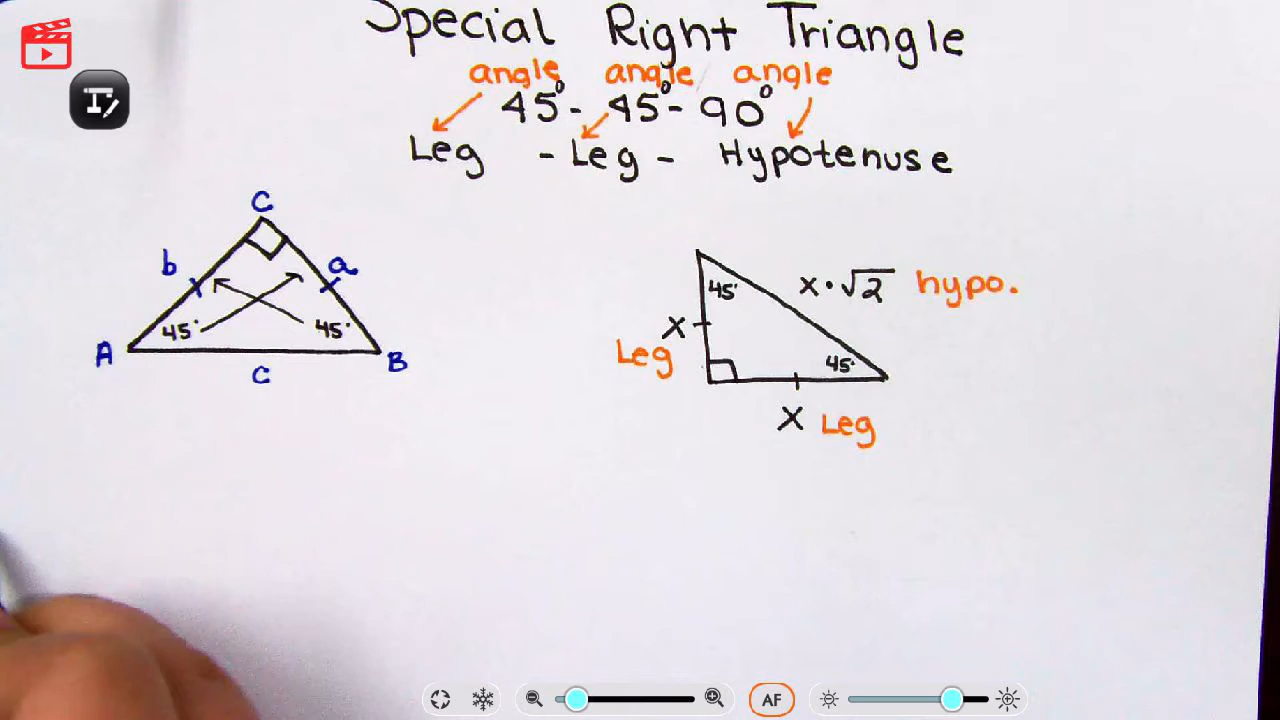 Special Right Triangle
angle angle angle
45° - 45° - 90°
Leg - Leg - Hypotenuse
C
b a
45° 45°
A B
C
45°
x·√2 hypo.
x
Leg
45°
x Leg
AF